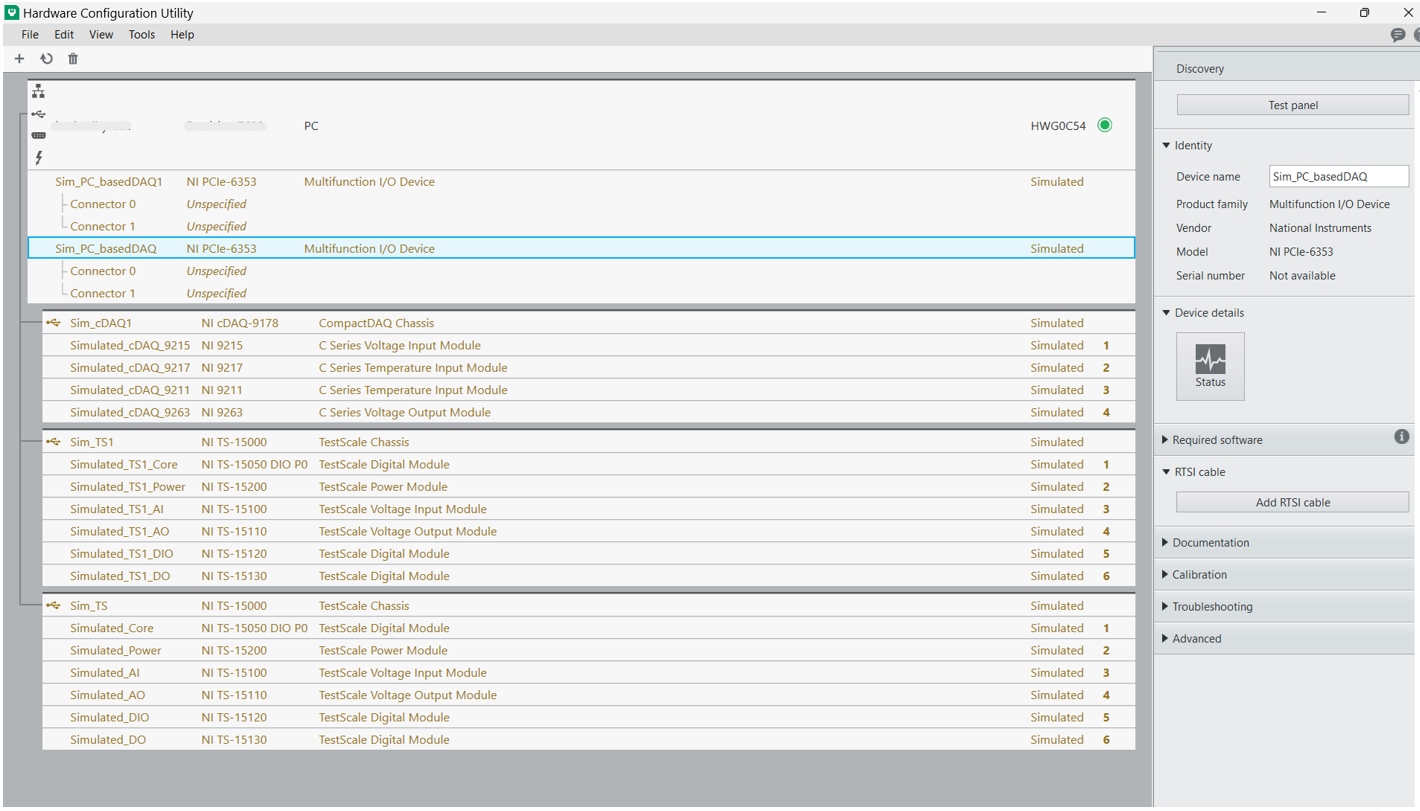 Hardware Configuration Utility
File Edit View Tools Help
PC HWG0C54
Sim_PC_basedDAQ1 NI PCIe-6353 Multifunction I/O Device Simulated
Connector 0 Unspecified
Connector 1 Unspecified
Sim_PC_basedDAQ NI PCIe-6353 Multifunction I/O Device Simulated
Connector 0 Unspecified
Connector 1 Unspecified
Sim_cDAQ1 NI cDAQ-9178 CompactDAQ Chassis Simulated
Simulated_cDAQ_9215 NI 9215 C Series Voltage Input Module Simulated 1
Simulated_cDAQ_9217 NI 9217 C Series Temperature Input Module Simulated 2
Simulated_cDAQ_9211 NI 9211 C Series Temperature Input Module Simulated 3
Simulated_cDAQ_9263 NI 9263 C Series Voltage Output Module Simulated 4
Sim_TS1 NI TS-15000 TestScale Chassis Simulated
Simulated_TS1_Core NI TS-15050 DIO P0 TestScale Digital Module Simulated 1
Simulated_TS1_Power NI TS-15200 TestScale Power Module Simulated 2
Simulated_TS1_AI NI TS-15100 TestScale Voltage Input Module Simulated 3
Simulated_TS1_AO NI TS-15110 TestScale Voltage Output Module Simulated 4
Simulated_TS1_DIO NI TS-15120 TestScale Digital Module Simulated 5
Simulated_TS1_DO NI TS-15130 TestScale Digital Module Simulated 6
Sim_TS NI TS-15000 TestScale Chassis Simulated
Simulated_Core NI TS-15050 DIO P0 TestScale Digital Module Simulated 1
Simulated_Power NI TS-15200 TestScale Power Module Simulated 2
Simulated_AI NI TS-15100 TestScale Voltage Input Module Simulated 3
Simulated_AO NI TS-15110 TestScale Voltage Output Module Simulated 4
Simulated_DIO NI TS-15120 TestScale Digital Module Simulated 5
Simulated_DO NI TS-15130 TestScale Digital Module Simulated 6
Discovery
Test panel
Identity
Device name Sim_PC_basedDAQ
Product family Multifunction I/O Device
Vendor National Instruments
Model NI PCIe-6353
Serial number Not available
Device details
Status
Required software
RTSI cable
Add RTSI cable
Documentation
Calibration
Troubleshooting
Advanced